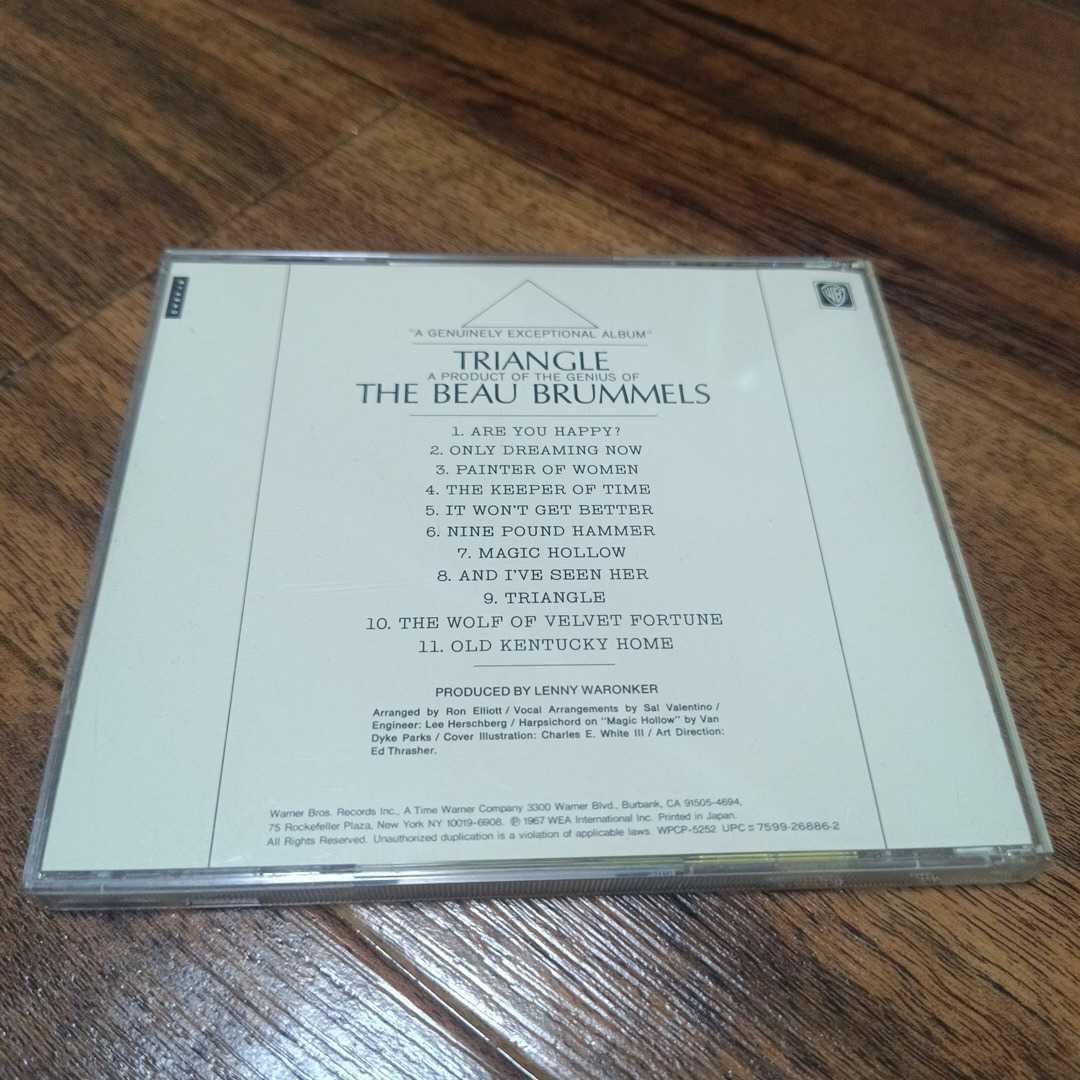 "A GENUINELY EXCEPTIONAL ALBUM"
TRIANGLE
A PRODUCT OF THE GENIUS OF
THE BEAU BRUMMELS
1. ARE YOU HAPPY?
2. ONLY DREAMING NOW
3. PAINTER OF WOMEN
4. THE KEEPER OF TIME
5. IT WON'T GET BETTER
6. NINE POUND HAMMER
7. MAGIC HOLLOW
8. AND I'VE SEEN HER
9. TRIANGLE
10. THE WOLF OF VELVET FORTUNE
11. OLD KENTUCKY HOME
PRODUCED BY LENNY WARONKER
Arranged by Ron Elliott / Vocal Arrangements by Sal Valentino /
Engineer: Lee Herschberg / Harpsichord on "Magic Hollow" by Van
Dyke Parks / Cover Illustration: Charles E. White III / Art Direction:
Ed Thrasher.
Warner Bros. Records Inc., A Time Warner Company 3300 Warner Blvd., Burbank, CA 91505-4694,
75 Rockefeller Plaza, New York NY 10019-6908. ℗ 1967 WEA International Inc. Printed in Japan.
All Rights Reserved. Unauthorized duplication is a violation of applicable laws. WPCP-5252 UPC = 7599-26886-2